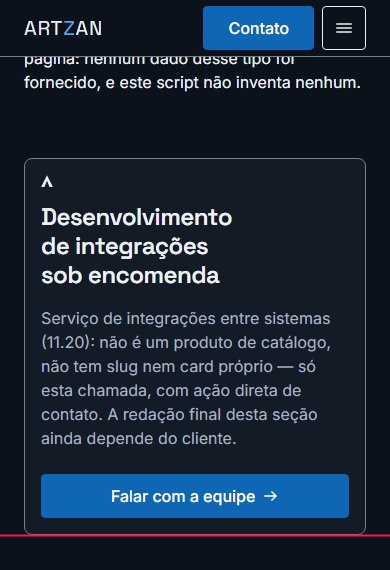 ARTZAN
Contato
página: nenhum dado desse tipo foi
fornecido, e este script não inventa nenhum.
Desenvolvimento
de integrações
sob encomenda
Serviço de integrações entre sistemas
(11.20): não é um produto de catálogo,
não tem slug nem card próprio — só
esta chamada, com ação direta de
contato. A redação final desta seção
ainda depende do cliente.
Falar com a equipe →